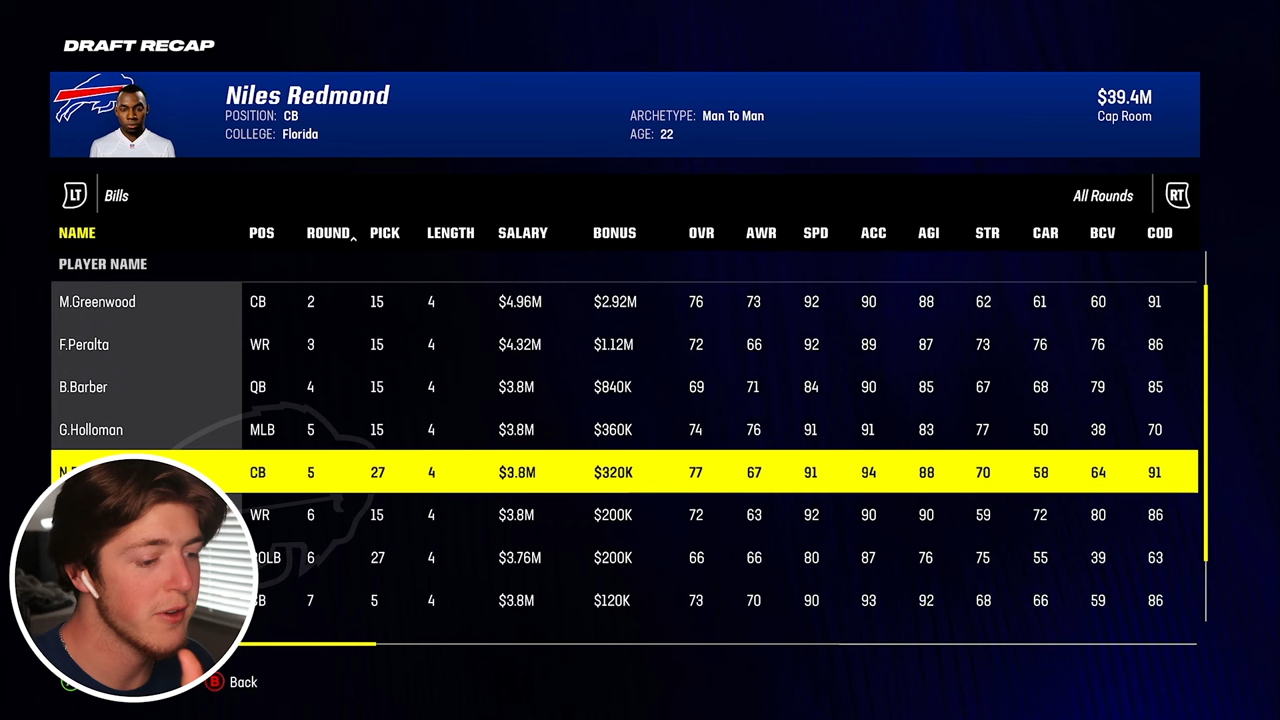 DRAFT RECAP
Niles Redmond
POSITION: CB
COLLEGE: Florida
ARCHETYPE: Man To Man
AGE: 22
$39.4M
Cap Room
LT Bills
All Rounds RT
NAME POS ROUND PICK LENGTH SALARY BONUS OVR AWR SPD ACC AGI STR CAR BCV COD
PLAYER NAME
M.Greenwood CB 2 15 4 $4.96M $2.92M 76 73 92 90 88 62 61 60 91
F.Peralta WR 3 15 4 $4.32M $1.12M 72 66 92 89 87 73 76 76 86
B.Barber QB 4 15 4 $3.8M $840K 69 71 84 90 85 67 68 79 85
G.Holloman MLB 5 15 4 $3.8M $360K 74 76 91 91 83 77 50 38 70
CB 5 27 4 $3.8M $320K 77 67 91 94 88 70 58 64 91
WR 6 15 4 $3.8M $200K 72 63 92 90 90 59 72 80 86
6 27 4 $3.76M $200K 66 66 80 87 76 75 55 39 63
7 5 4 $3.8M $120K 73 70 90 93 92 68 66 59 86
B Back